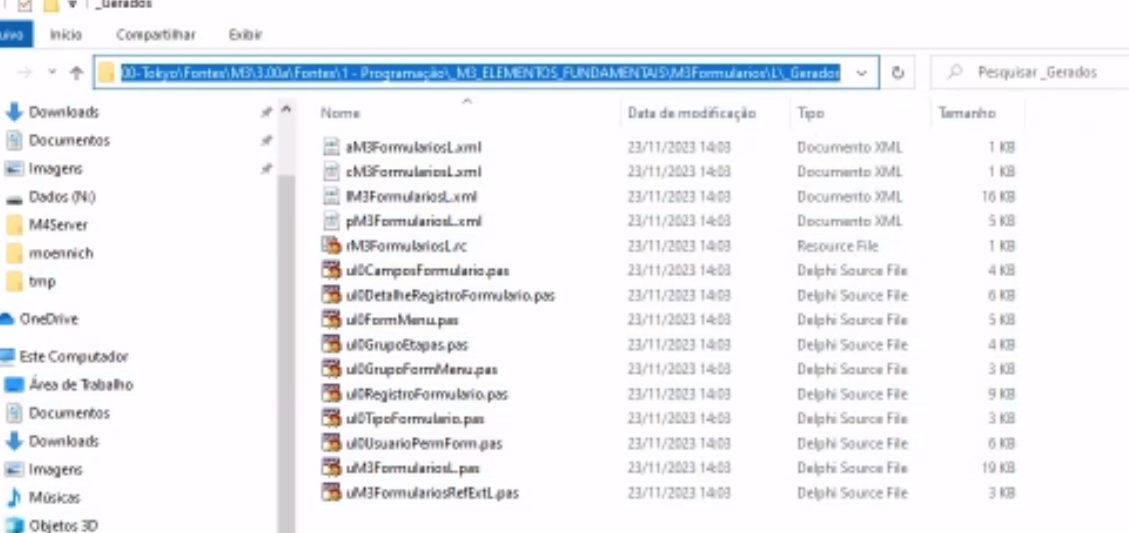 _Gerados
uivo Início Compartilhar Exibir
00-Tokyo\Fontes\M3\3.00a\Fontes\1 - Programação\_M3_ELEMENTOS_FUNDAMENTAIS\M3Formularios\L\_Gerados
Pesquisar _Gerados
Downloads
Documentos
Imagens
Dados (N:)
M4Server
moennich
tmp
OneDrive
Este Computador
Área de Trabalho
Documentos
Downloads
Imagens
Músicas
Objetos 3D
Nome Data de modificação Tipo Tamanho
aM3FormulariosL.xml 23/11/2023 14:03 Documento XML 1 KB
cM3FormulariosL.xml 23/11/2023 14:03 Documento XML 1 KB
lM3FormulariosL.xml 23/11/2023 14:03 Documento XML 16 KB
pM3FormulariosL.xml 23/11/2023 14:03 Documento XML 5 KB
rM3FormulariosL.rc 23/11/2023 14:03 Resource File 1 KB
ul0CamposFormulario.pas 23/11/2023 14:03 Delphi Source File 4 KB
ul0DetalheRegistroFormulario.pas 23/11/2023 14:03 Delphi Source File 6 KB
ul0FormMenu.pas 23/11/2023 14:03 Delphi Source File 5 KB
ul0GrupoEtapas.pas 23/11/2023 14:03 Delphi Source File 4 KB
ul0GrupoFormMenu.pas 23/11/2023 14:03 Delphi Source File 3 KB
ul0RegistroFormulario.pas 23/11/2023 14:03 Delphi Source File 9 KB
ul0TipoFormulario.pas 23/11/2023 14:03 Delphi Source File 3 KB
ul0UsuarioPermForm.pas 23/11/2023 14:03 Delphi Source File 6 KB
uM3FormulariosL.pas 23/11/2023 14:03 Delphi Source File 19 KB
uM3FormulariosRefExtL.pas 23/11/2023 14:03 Delphi Source File 3 KB